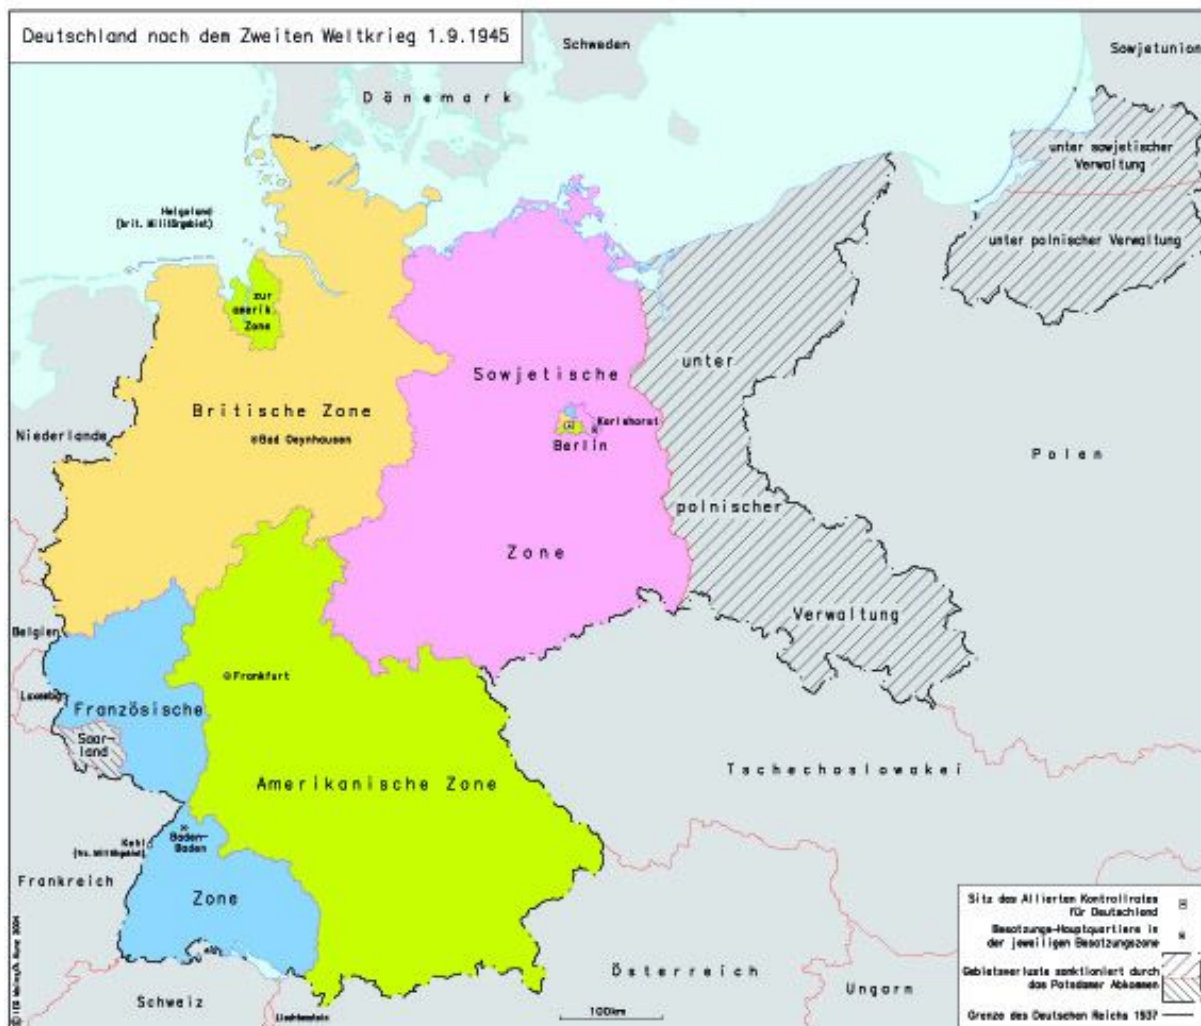 Deutschland nach dem Zweiten Weltkrieg 1.9.1945
Schweden
Sowjetunion
Dänemark
unter sowjetischer
Verwaltung
unter polnischer Verwaltung
Helgoland
(brit. Militärgebiet)
zur
amerik.
Zone
unter
Sowjetische
Britische Zone
Karlshorst
Niederlande
Bad Oeynhausen
Berlin
Polen
polnischer
Zone
Verwaltung
Belgien
Frankfurt
Luxembg.
Französische
Saar-
land
Tschechoslowakei
Amerikanische Zone
Kehl
(frz. Militärgebiet)
Baden-
Baden
Frankreich
Zone
Österreich
Ungarn
Schweiz
Liechtenstein
100km
Sitz des Alliierten Kontrollrates
für Deutschland
Besatzungs-Hauptquartiere in
der jeweiligen Besatzungszone
Gebietsverluste sanktioniert durch
das Potsdamer Abkommen
Grenze des Deutschen Reichs 1937